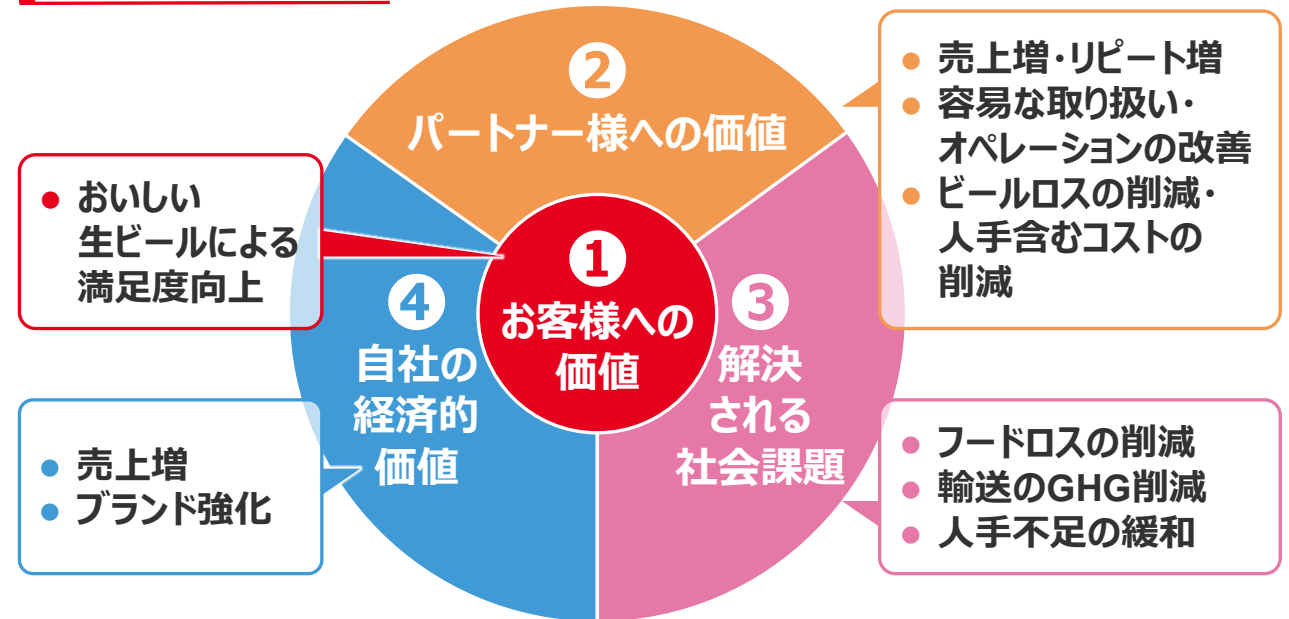 ❷
パートナー様への価値
● 売上増・リピート増
● 容易な取り扱い・
オペレーションの改善
● ビールロスの削減・
人手含むコストの
削減
● おいしい
生ビールによる
満足度向上
❶
お客様への
価値
❸
解決
される
社会課題
● フードロスの削減
● 輸送のGHG削減
● 人手不足の緩和
❹
自社の
経済的
価値
● 売上増
● ブランド強化